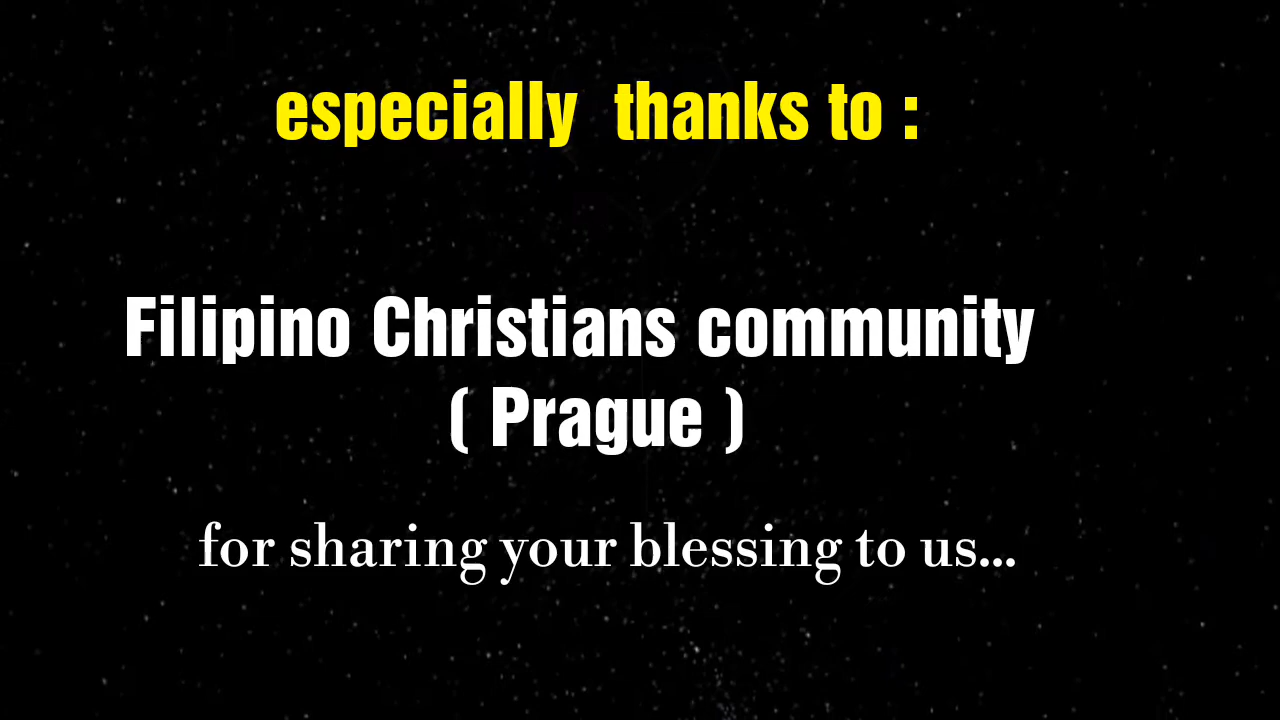 especially thanks to :
Filipino Christians community
( Prague )
for sharing your blessing to us...